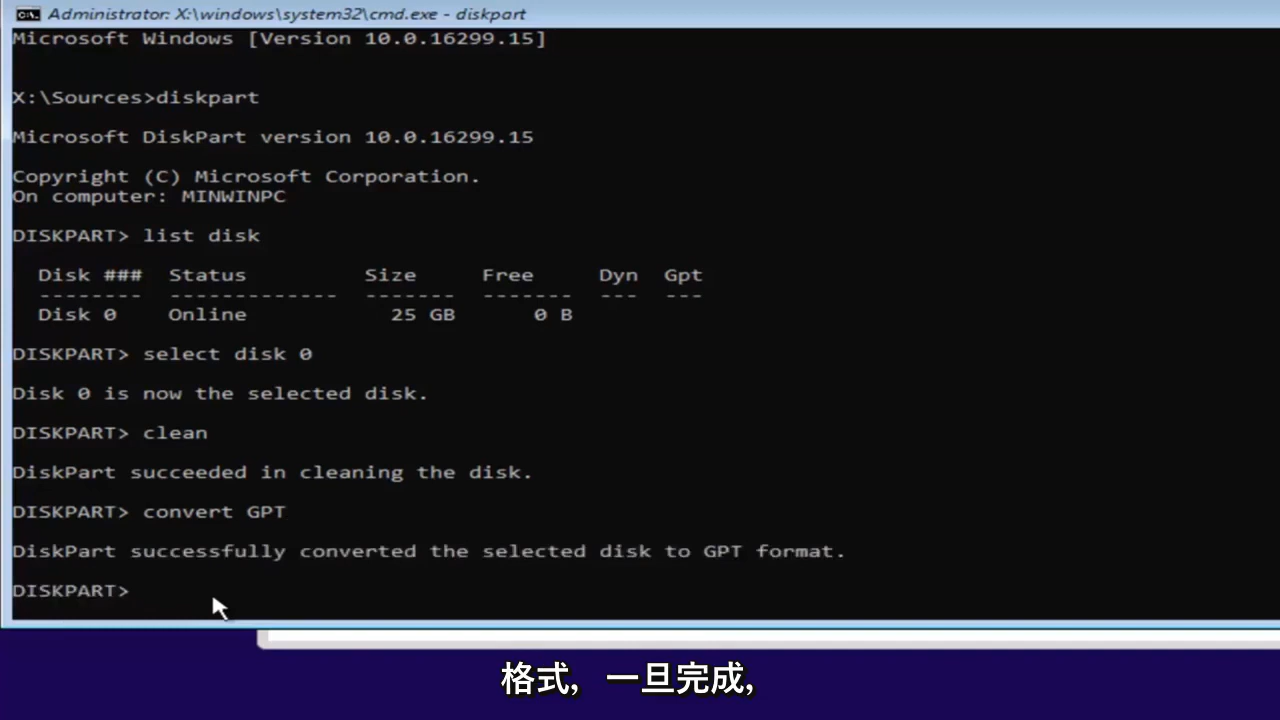 Administrator: X:\windows\system32\cmd.exe - diskpart
Microsoft Windows [Version 10.0.16299.15]
X:\Sources>diskpart
Microsoft DiskPart version 10.0.16299.15
Copyright (C) Microsoft Corporation.
On computer: MINWINPC
DISKPART> list disk
Disk ### Status Size Free Dyn Gpt
-------- ------------- ------- ------- --- ---
Disk 0 Online 25 GB 0 B
DISKPART> select disk 0
Disk 0 is now the selected disk.
DISKPART> clean
DiskPart succeeded in cleaning the disk.
DISKPART> convert GPT
DiskPart successfully converted the selected disk to GPT format.
DISKPART>
格式, 一旦完成,